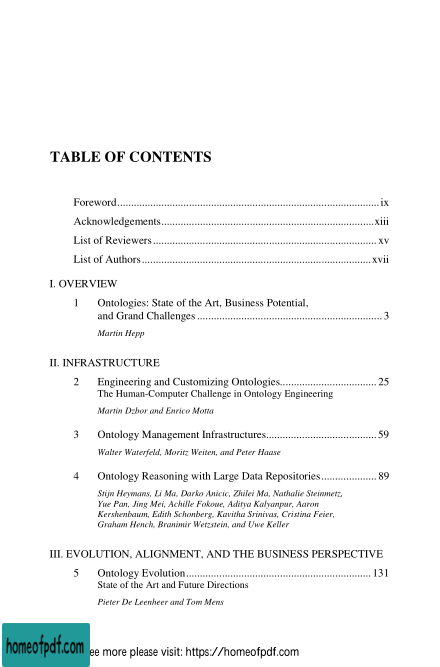 TABLE OF CONTENTS
Foreword................................................................................................ix
Acknowledgements..............................................................................xiii
List of Reviewers.................................................................................. xv
List of Authors....................................................................................xvii
I. OVERVIEW
1 Ontologies: State of the Art, Business Potential,
and Grand Challenges .................................................................... 3
Martin Hepp
II. INFRASTRUCTURE
2 Engineering and Customizing Ontologies................................... 25
The Human-Computer Challenge in Ontology Engineering
Martin Dzbor and Enrico Motta
3 Ontology Management Infrastructures........................................ 59
Walter Waterfeld, Moritz Weiten, and Peter Haase
4 Ontology Reasoning with Large Data Repositories.................... 89
Stijn Heymans, Li Ma, Darko Anicic, Zhilei Ma, Nathalie Steinmetz,
Yue Pan, Jing Mei, Achille Fokoue, Aditya Kalyanpur, Aaron
Kershenbaum, Edith Schonberg, Kavitha Srinivas, Cristina Feier,
Graham Hench, Branimir Wetzstein, and Uwe Keller
III. EVOLUTION, ALIGNMENT, AND THE BUSINESS PERSPECTIVE
5 Ontology Evolution.................................................................... 131
State of the Art and Future Directions
Pieter De Leenheer and Tom Mens
homeofpdf.com
ee more please visit: https://homeofpdf.com